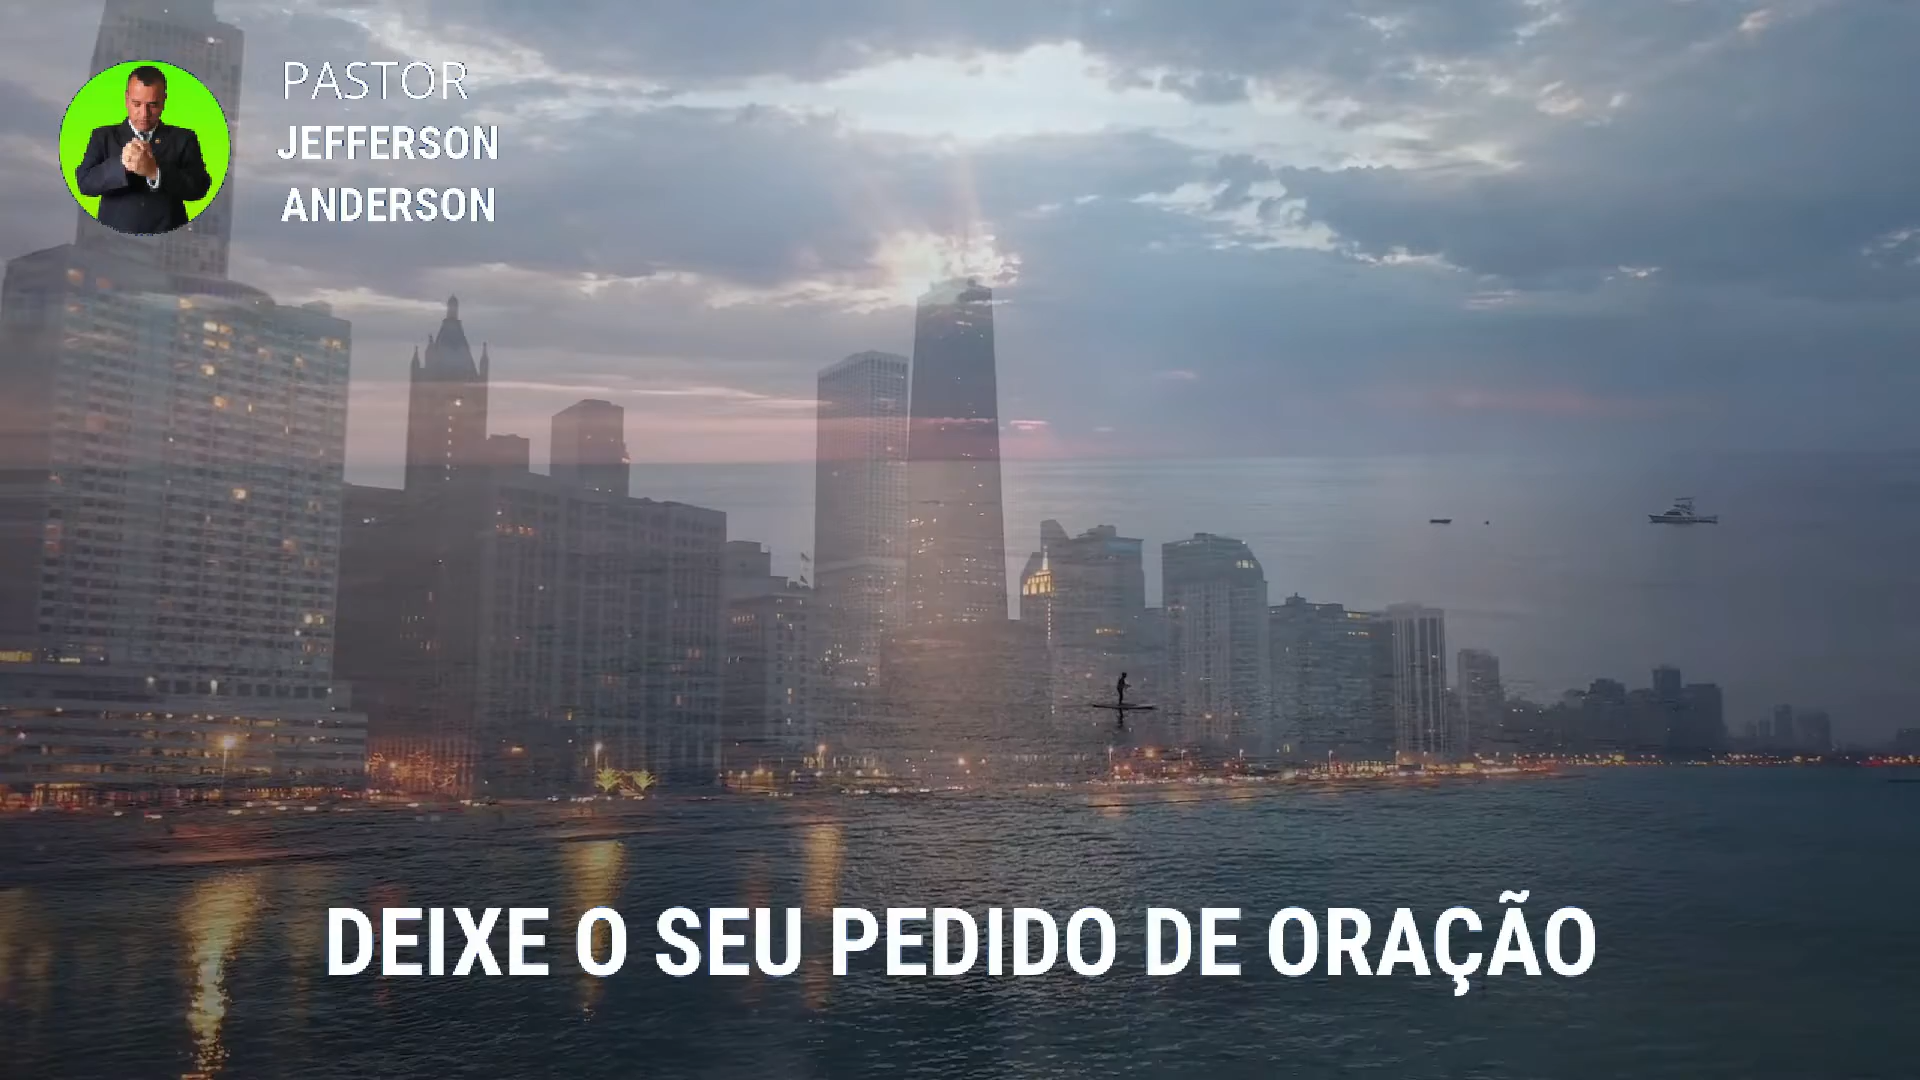 PASTOR
JEFFERSON
ANDERSON
DEIXE O SEU PEDIDO DE ORAÇÃO